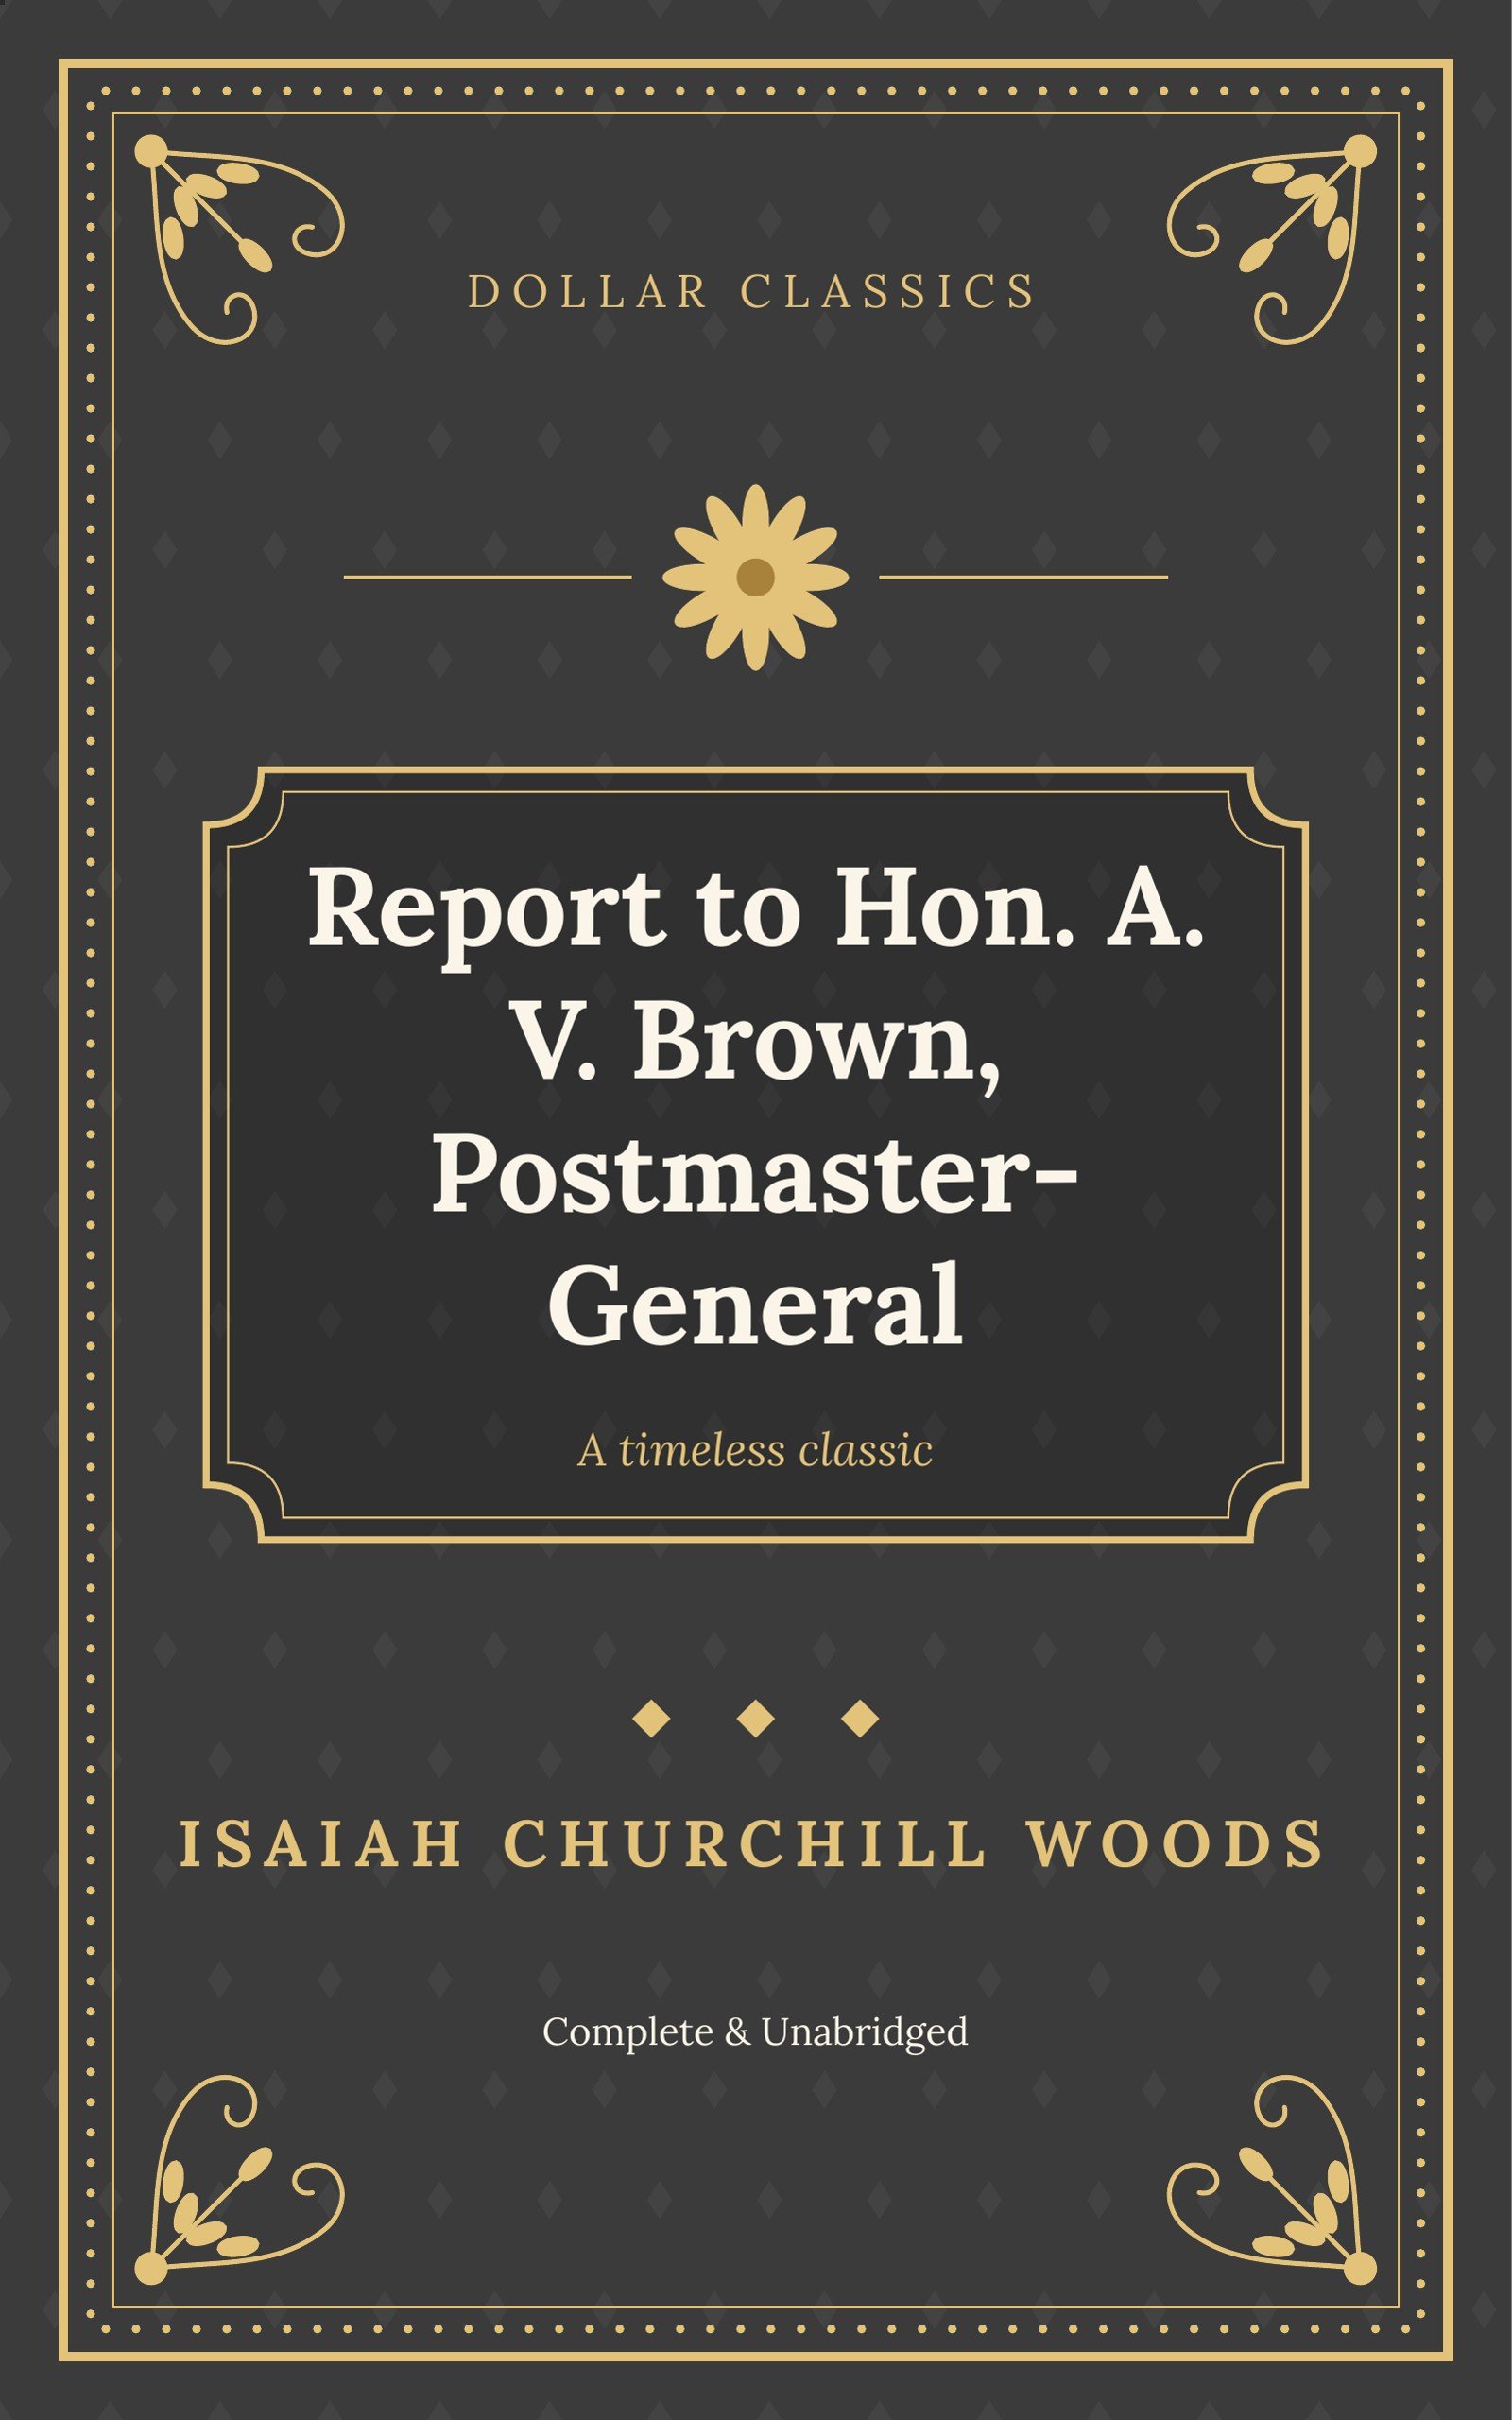 DOLLAR CLASSICS
Report to Hon. A.
V. Brown,
Postmaster-
General
A timeless classic
ISAIAH CHURCHILL WOODS
Complete & Unabridged